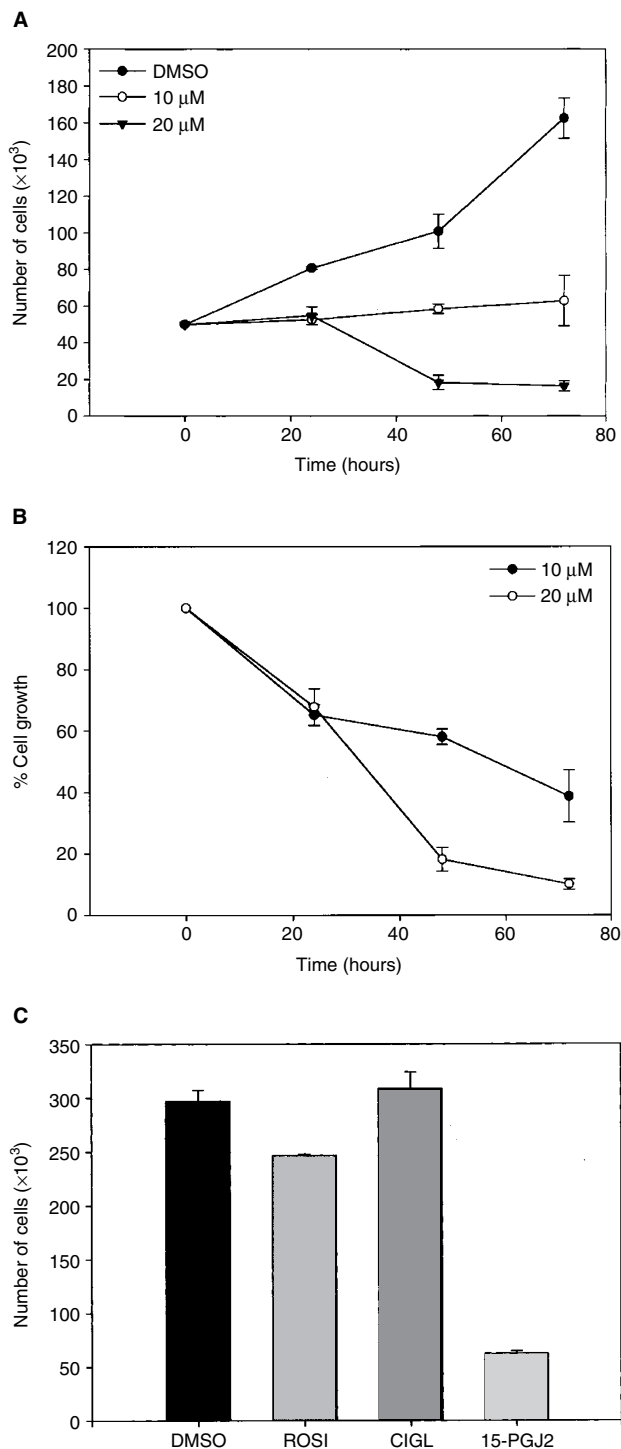 A
200
180
160
140
120
100
80
60
40
20
0
Number of cells (×10³)
DMSO
10 µM
20 µM
0 20 40 60 80
Time (hours)
B
120
100
80
60
40
20
0
% Cell growth
10 µM
20 µM
0 20 40 60 80
Time (hours)
C
350
300
250
200
150
100
50
0
Number of cells (×10³)
DMSO ROSI CIGL 15-PGJ2